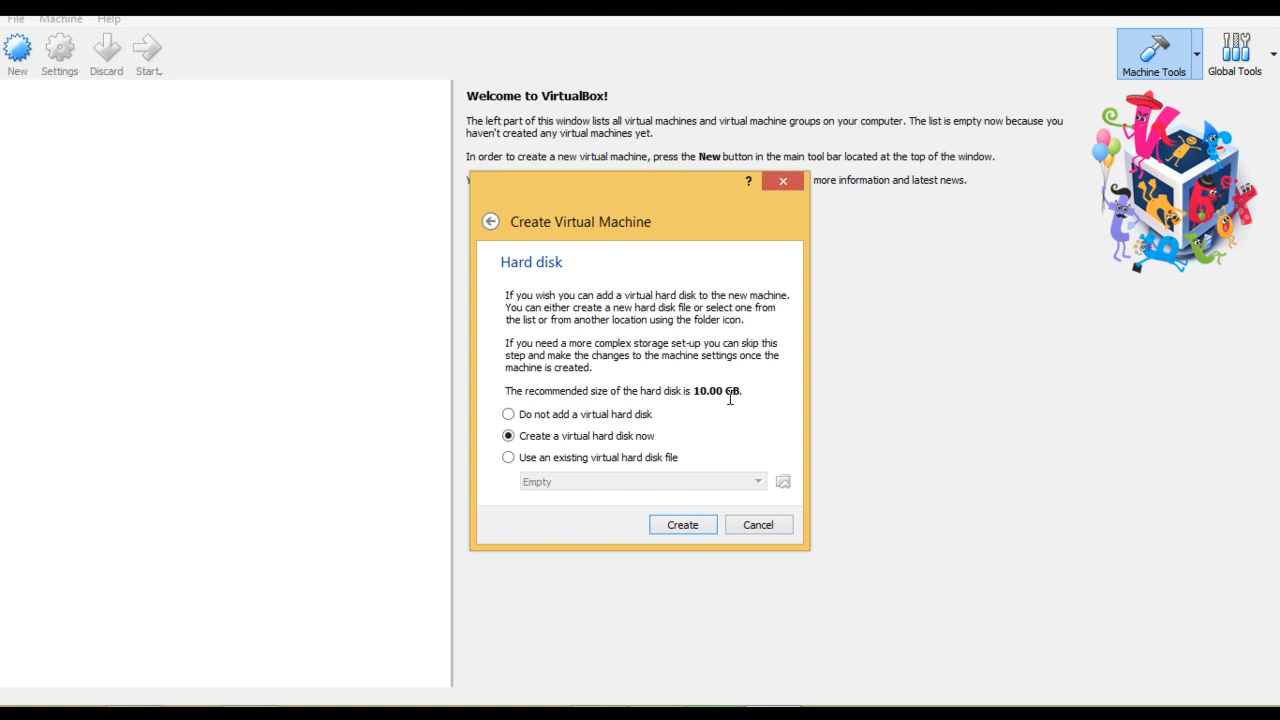 File Machine Help
New Settings Discard Start
Machine Tools Global Tools
Welcome to VirtualBox!
The left part of this window lists all virtual machines and virtual machine groups on your computer. The list is empty now because you
haven't created any virtual machines yet.
In order to create a new virtual machine, press the New button in the main tool bar located at the top of the window.
more information and latest news.
?
Create Virtual Machine
Hard disk
If you wish you can add a virtual hard disk to the new machine.
You can either create a new hard disk file or select one from
the list or from another location using the folder icon.
If you need a more complex storage set-up you can skip this
step and make the changes to the machine settings once the
machine is created.
The recommended size of the hard disk is 10.00 GB.
Do not add a virtual hard disk
Create a virtual hard disk now
Use an existing virtual hard disk file
Empty
Create Cancel